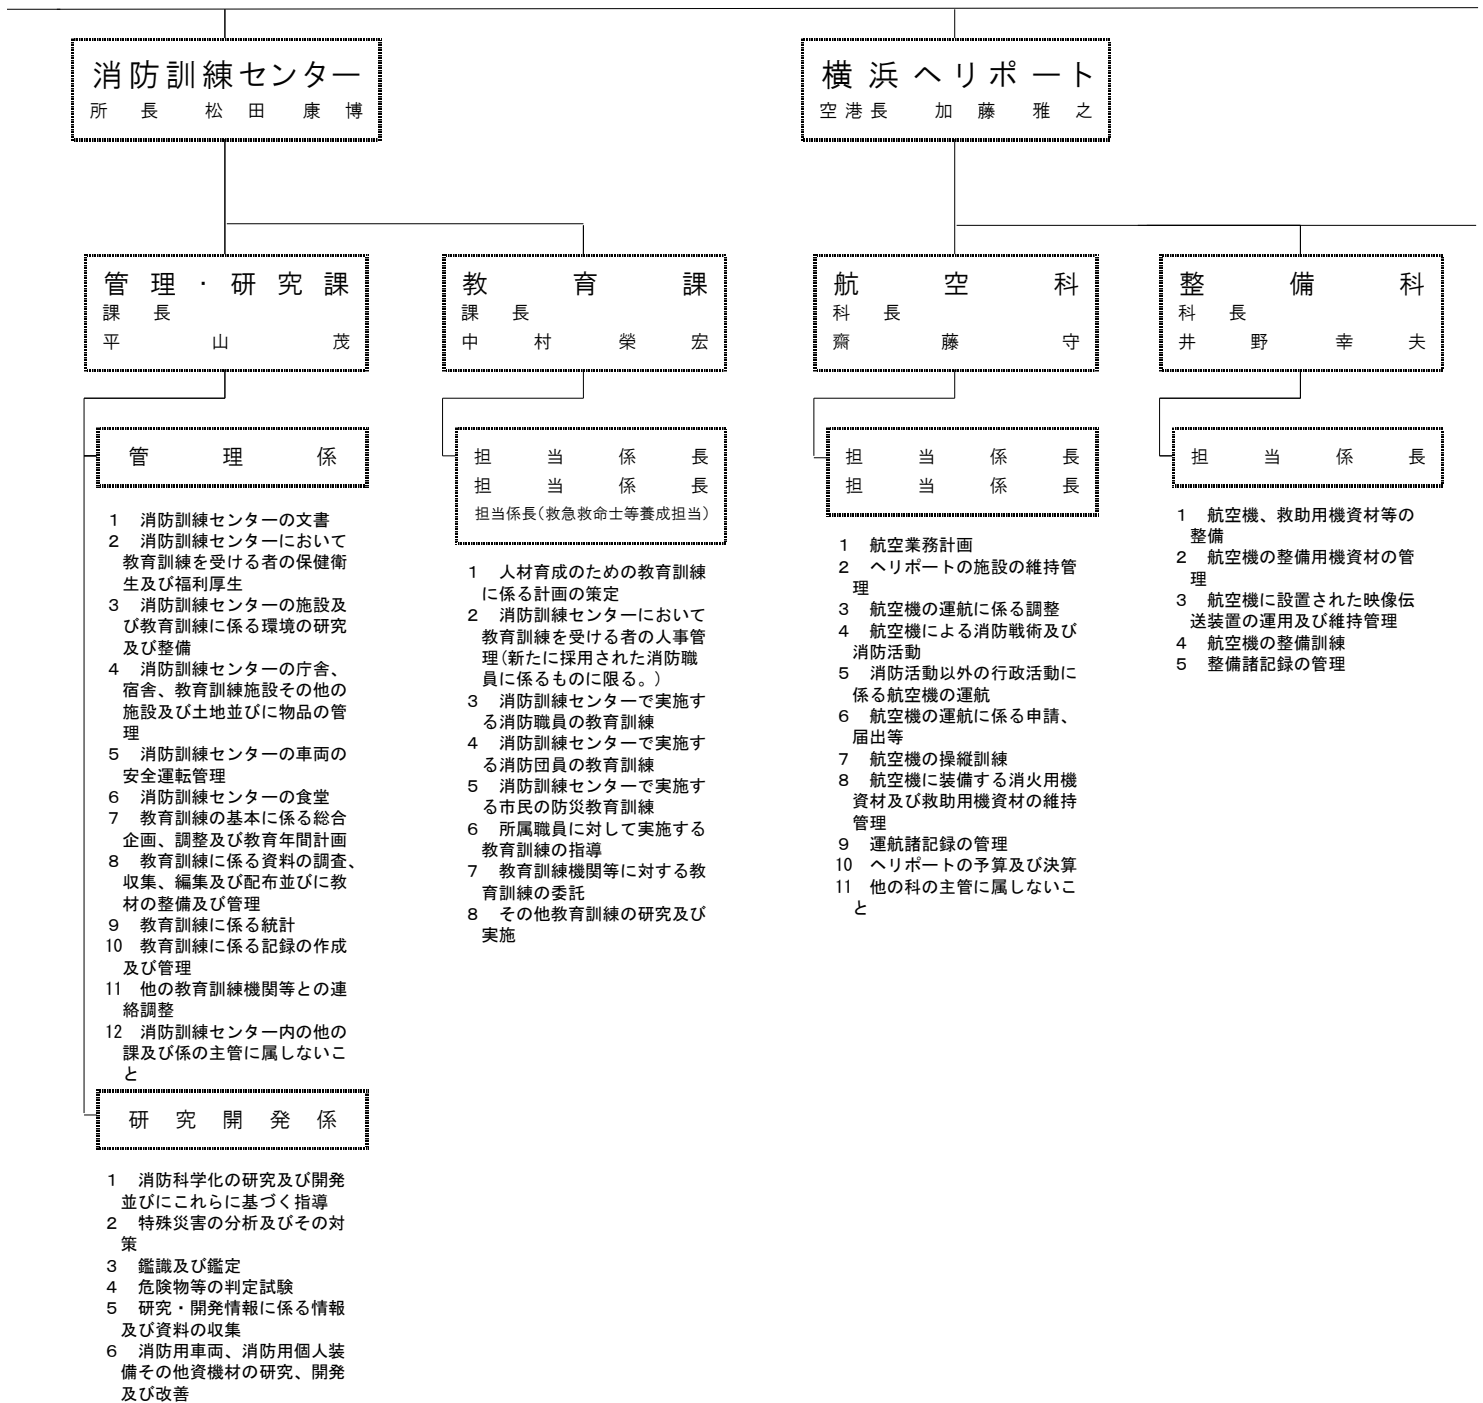 消防訓練センター
所長 松田 康博
管理・研究課
課長
平山 茂
管理係
1 消防訓練センターの文書
2 消防訓練センターにおいて
教育訓練を受ける者の保健衛
生及び福利厚生
3 消防訓練センターの施設及
び教育訓練に係る環境の研究
及び整備
4 消防訓練センターの庁舎、
宿舎、教育訓練施設その他の
施設及び土地並びに物品の管
理
5 消防訓練センターの車両の
安全運転管理
6 消防訓練センターの食堂
7 教育訓練の基本に係る総合
企画、調整及び教育年間計画
8 教育訓練に係る資料の調査、
収集、編集及び配布並びに教
材の整備及び管理
9 教育訓練に係る統計
10 教育訓練に係る記録の作成
及び管理
11 他の教育訓練機関等との連
絡調整
12 消防訓練センター内の他の
課及び係の主管に属しないこ
と
研究開発係
1 消防科学化の研究及び開発
並びにこれらに基づく指導
2 特殊災害の分析及びその対
策
3 鑑識及び鑑定
4 危険物等の判定試験
5 研究・開発情報に係る情報
及び資料の収集
6 消防用車両、消防用個人装
備その他資機材の研究、開発
及び改善
教育課
課長
中村 榮宏
担当係長
担当係長
担当係長(救急救命士等養成担当)
1 人材育成のための教育訓練
に係る計画の策定
2 消防訓練センターにおいて
教育訓練を受ける者の人事管
理(新たに採用された消防職
員に係るものに限る。)
3 消防訓練センターで実施す
る消防職員の教育訓練
4 消防訓練センターで実施す
る消防団員の教育訓練
5 消防訓練センターで実施す
る市民の防災教育訓練
6 所属職員に対して実施する
教育訓練の指導
7 教育訓練機関等に対する教
育訓練の委託
8 その他教育訓練の研究及び
実施
横浜ヘリポート
空港長 加藤 雅之
航空科
科長
齋藤 守
担当係長
担当係長
1 航空業務計画
2 ヘリポートの施設の維持管
理
3 航空機の運航に係る調整
4 航空機による消防戦術及び
消防活動
5 消防活動以外の行政活動に
係る航空機の運航
6 航空機の運航に係る申請、
届出等
7 航空機の操縦訓練
8 航空機に装備する消火用機
資材及び救助用機資材の維持
管理
9 運航諸記録の管理
10 ヘリポートの予算及び決算
11 他の科の主管に属しないこ
と
整備科
科長
井野 幸夫
担当係長
1 航空機、救助用機資材等の
整備
2 航空機の整備用機資材の管
理
3 航空機に設置された映像伝
送装置の運用及び維持管理
4 航空機の整備訓練
5 整備諸記録の管理